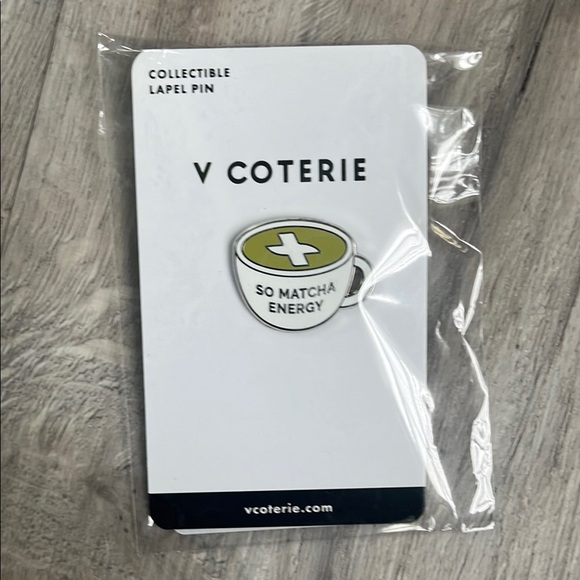 COLLECTIBLE
LAPEL PIN
V COTERIE
SO MATCHA
ENERGY
vcoterie.com